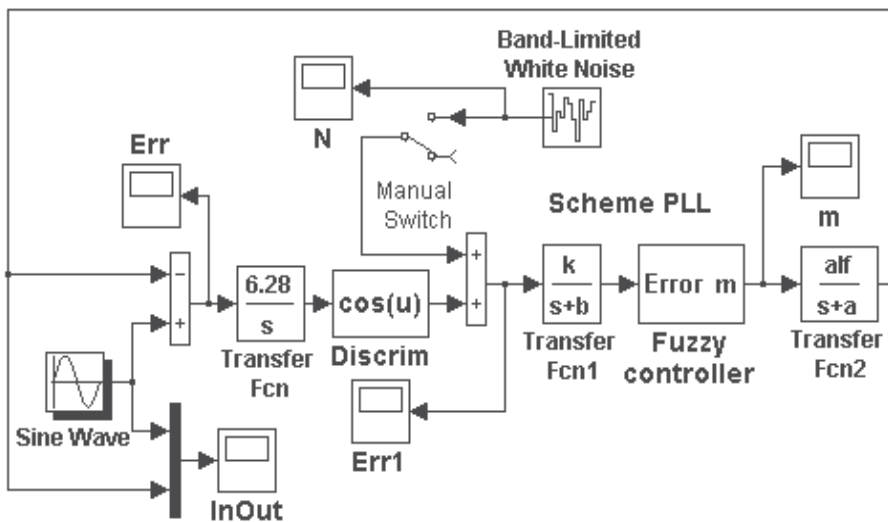 Band-Limited
White Noise
N
Err
Manual
Switch
Scheme PLL
m
−
+
6.28
s
cos(u)
+
+
k
s+b
Error m
alf
s+a
Transfer
Fcn
Discrim
Transfer
Fcn1
Fuzzy
controller
Transfer
Fcn2
Sine Wave
Err1
InOut